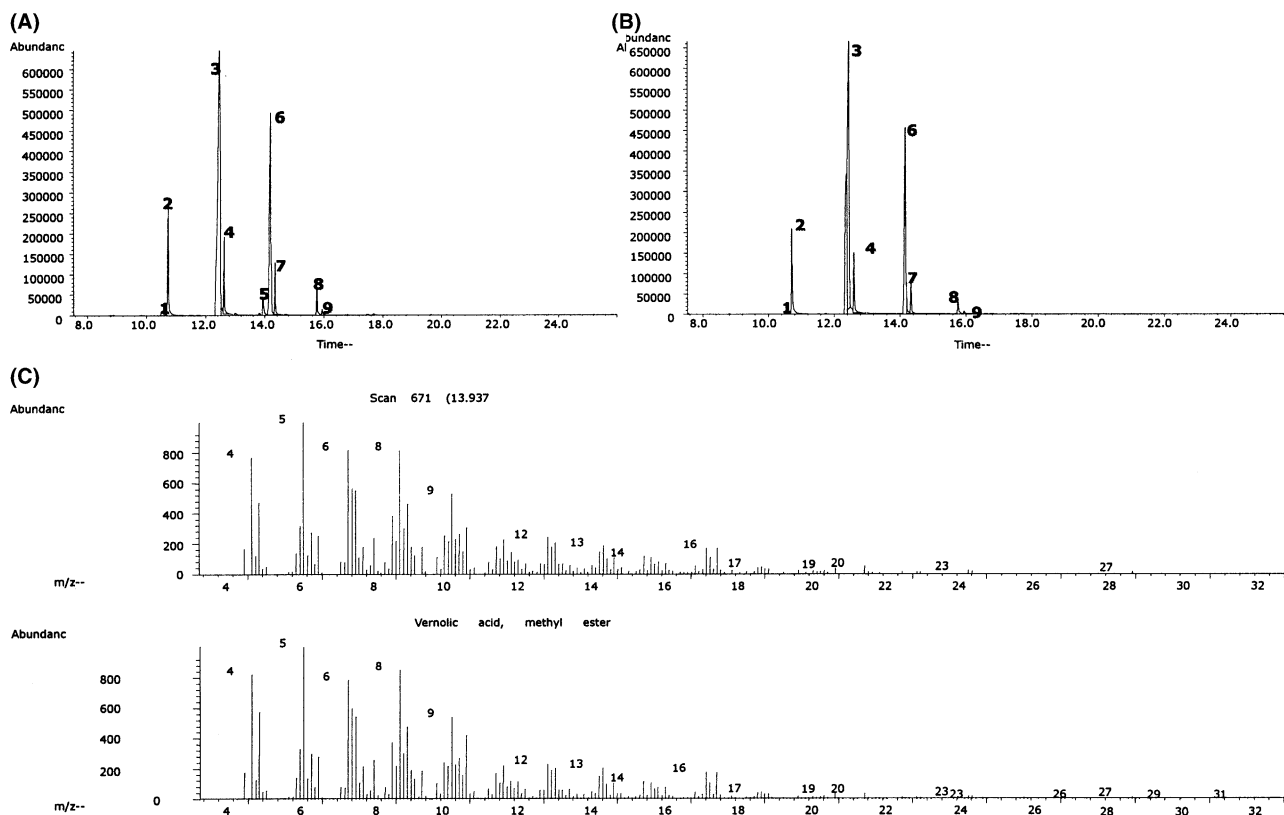 (A)
Abundanc
600000
550000
500000
450000
400000
350000
300000
250000
200000
150000
100000
50000
0
1
2
3
4
5
6
7
8
9
8.0 10.0 12.0 14.0 16.0 18.0 20.0 22.0 24.0
Time--
(B)
Al bundanc
650000
600000
550000
500000
450000
400000
350000
300000
250000
200000
150000
100000
50000
0
1
2
3
4
6
7
8
9
8.0 10.0 12.0 14.0 16.0 18.0 20.0 22.0 24.0
Time--
(C)
Scan 671 (13.937
Abundanc
800
600
400
200
0
4 5 6 8 9 12 13 14 16 17 19 20 23 27
m/z--
4 6 8 10 12 14 16 18 20 22 24 26 28 30 32
Vernolic acid, methyl ester
Abundanc
800
600
400
200
0
4 5 6 8 9 12 13 14 16 17 19 20 23 23 26 27 29 31
m/z--
4 6 8 10 12 14 16 18 20 22 24 26 28 30 32